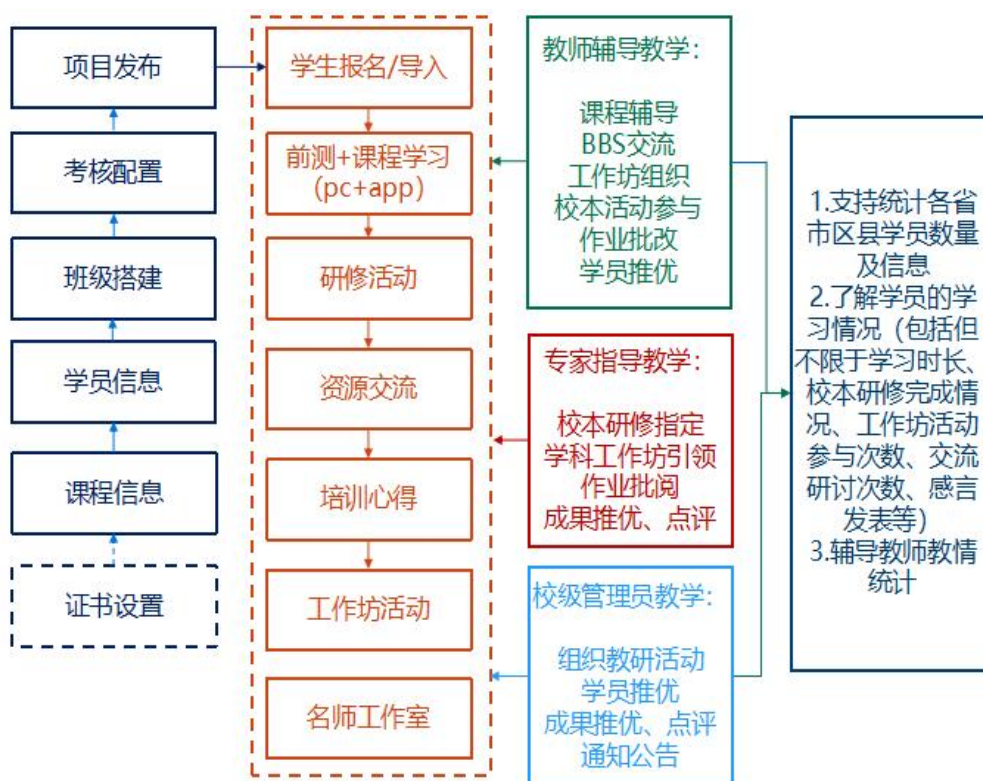 项目发布
考核配置
班级搭建
学员信息
课程信息
证书设置
学生报名/导入
前测+课程学习
(pc+app)
研修活动
资源交流
培训心得
工作坊活动
名师工作室
教师辅导教学：
课程辅导
BBS交流
工作坊组织
校本活动参与
作业批改
学员推优
专家指导教学：
校本研修指定
学科工作坊引领
作业批阅
成果推优、点评
校级管理员教学：
组织教研活动
学员推优
成果推优、点评
通知公告
1.支持统计各省
市区县学员数量
及信息
2.了解学员的学
习情况（包括但
不限于学习时长、
校本研修完成情
况、工作坊活动
参与次数、交流
研讨次数、感言
发表等）
3.辅导教师教情
统计